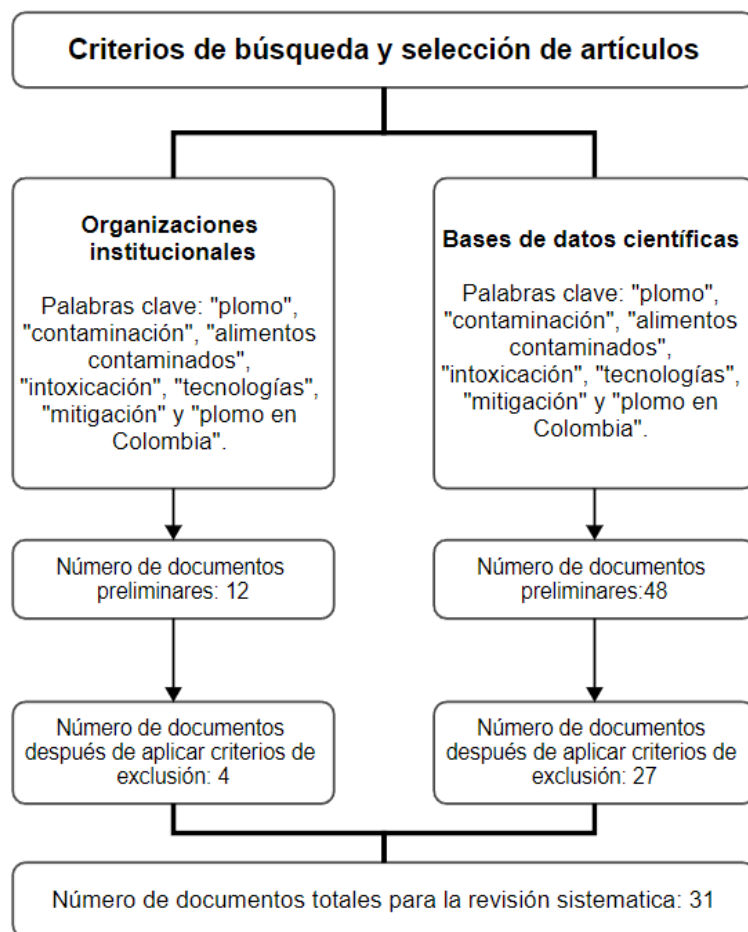 Criterios de búsqueda y selección de artículos
Organizaciones
institucionales
Palabras clave: "plomo",
"contaminación", "alimentos
contaminados",
"intoxicación", "tecnologías",
"mitigación" y "plomo en
Colombia".
Bases de datos científicas
Palabras clave: "plomo",
"contaminación", "alimentos
contaminados",
"intoxicación", "tecnologías",
"mitigación" y "plomo en
Colombia".
Número de documentos
preliminares: 12
Número de documentos
preliminares:48
Número de documentos
después de aplicar criterios de
exclusión: 4
Número de documentos
después de aplicar criterios de
exclusión: 27
Número de documentos totales para la revisión sistematica: 31